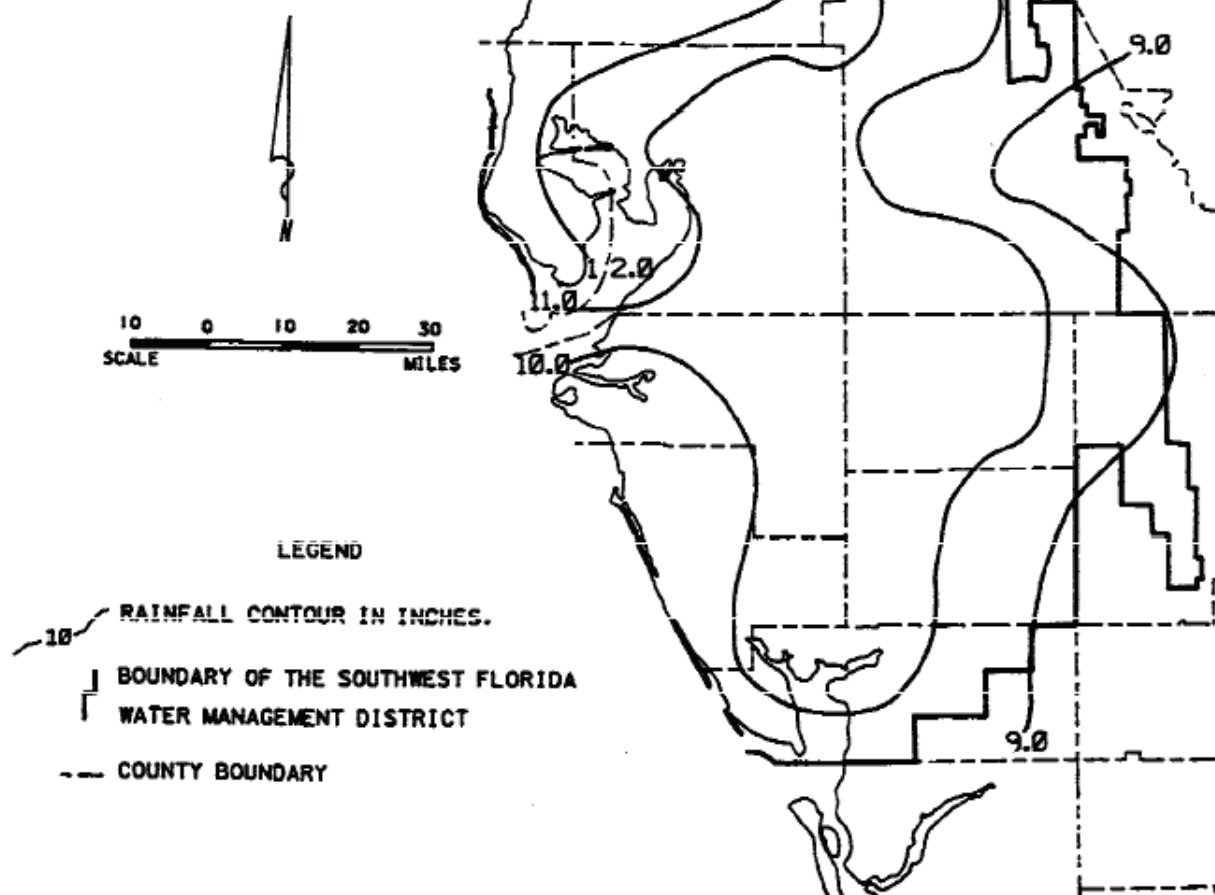 9.0
N
12.0
11.0
10 0 10 20 30
SCALE MILES
10.0
LEGEND
10 RAINFALL CONTOUR IN INCHES.
BOUNDARY OF THE SOUTHWEST FLORIDA
WATER MANAGEMENT DISTRICT
9.0
COUNTY BOUNDARY